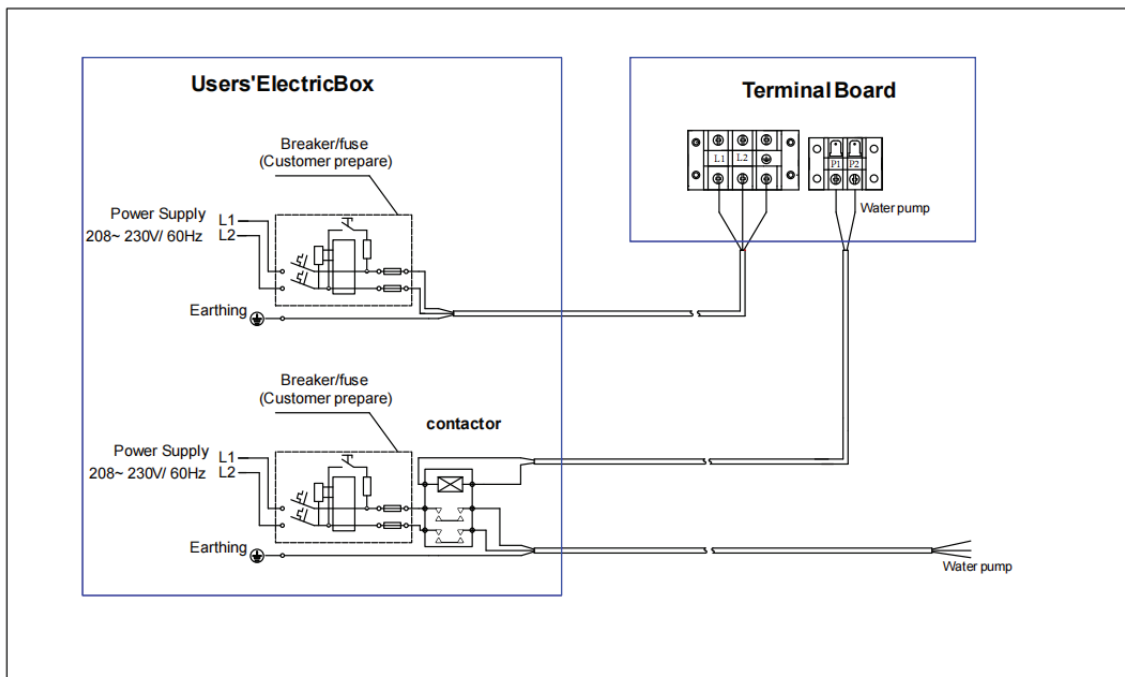 Users'ElectricBox
Breaker/fuse
(Customer prepare)
Power Supply L1
208~ 230V/ 60Hz L2
Earthing
Terminal Board
L1 L2
P1 P2
Water pump
Breaker/fuse
(Customer prepare)
contactor
Power Supply L1
208~ 230V/ 60Hz L2
Earthing
Water pump